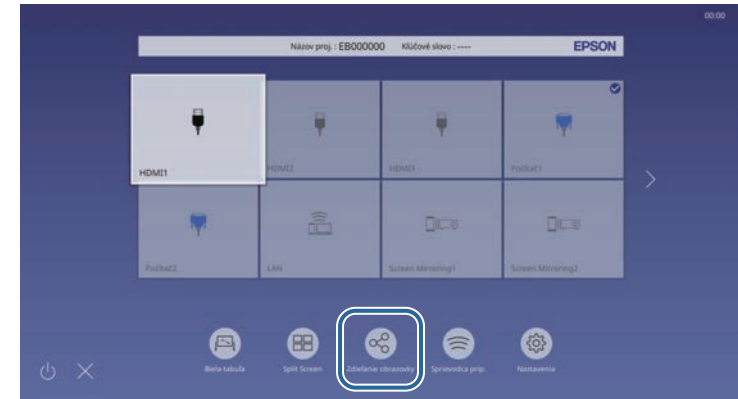 00:00
Názov proj. : EB000000 Kľúčové slovo : ---- EPSON
HDMI1 HDMI2 HDMI3 Počítač1
Počítač2 LAN Screen Mirroring1 Screen Mirroring2
Biela tabuľa Split Screen Zdieľanie obrazovky Sprievodca prip. Nastavenia